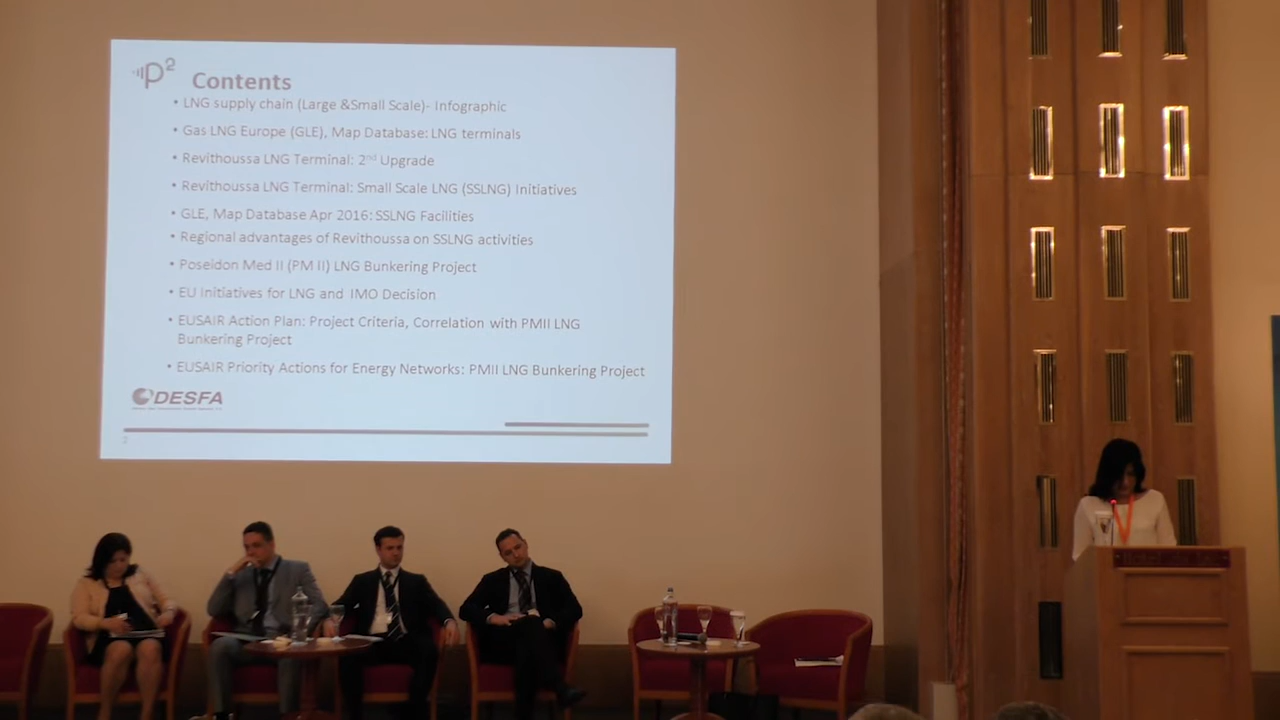 P2
Contents
• LNG supply chain (Large &Small Scale)- Infographic
• Gas LNG Europe (GLE), Map Database: LNG terminals
• Revithoussa LNG Terminal: 2nd Upgrade
• Revithoussa LNG Terminal: Small Scale LNG (SSLNG) Initiatives
• GLE, Map Database Apr 2016: SSLNG Facilities
• Regional advantages of Revithoussa on SSLNG activities
• Poseidon Med II (PM II) LNG Bunkering Project
• EU Initiatives for LNG and IMO Decision
• EUSAIR Action Plan: Project Criteria, Correlation with PMII LNG
Bunkering Project
• EUSAIR Priority Actions for Energy Networks: PMII LNG Bunkering Project
DESFA
2